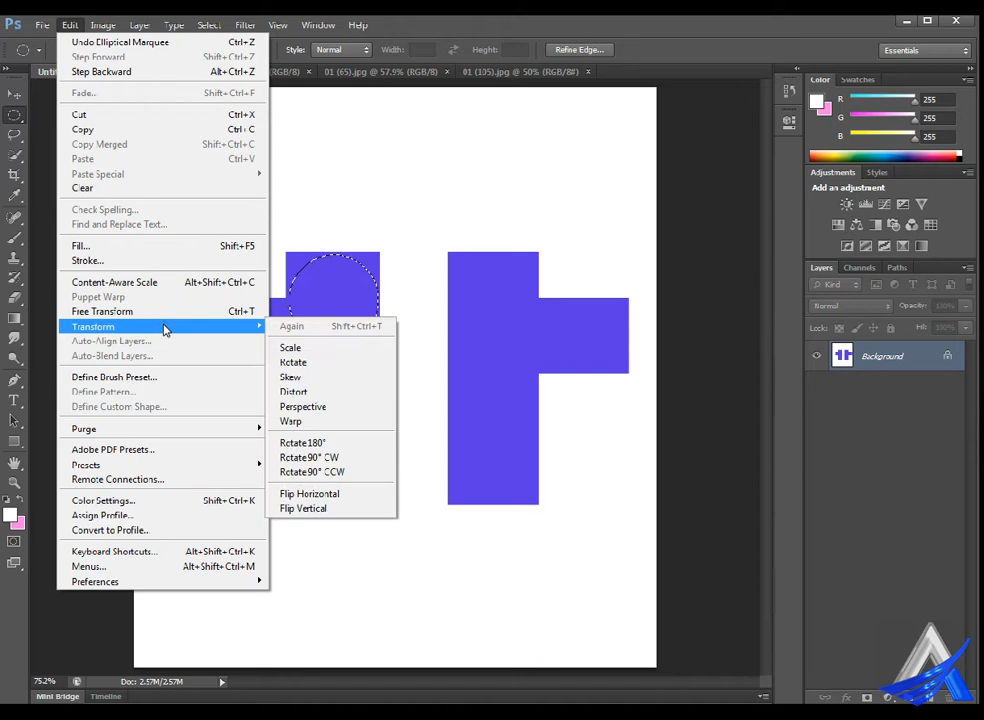 Ps File Edit Image Layer Type Select Filter View Window Help
Style: Normal Width: Height: Refine Edge... Essentials
Undo Elliptical Marquee Ctrl+Z
Step Forward Shift+Ctrl+Z
Step Backward Alt+Ctrl+Z
Fade... Shift+Ctrl+F
Cut Ctrl+X
Copy Ctrl+C
Copy Merged Shift+Ctrl+C
Paste Ctrl+V
Paste Special
Clear
Check Spelling...
Find and Replace Text...
Fill... Shift+F5
Stroke...
Content-Aware Scale Alt+Shift+Ctrl+C
Puppet Warp
Free Transform Ctrl+T
Transform
Auto-Align Layers...
Auto-Blend Layers...
Define Brush Preset...
Define Pattern...
Define Custom Shape...
Purge
Adobe PDF Presets...
Presets
Remote Connections...
Color Settings... Shift+Ctrl+K
Assign Profile...
Convert to Profile...
Keyboard Shortcuts... Alt+Shift+Ctrl+K
Menus... Alt+Shift+Ctrl+M
Preferences
Again Shift+Ctrl+T
Scale
Rotate
Skew
Distort
Perspective
Warp
Rotate 180°
Rotate 90° CW
Rotate 90° CCW
Flip Horizontal
Flip Vertical
(RGB/8) × 01 (65).jpg @ 57.9% (RGB/8) × 01 (105).jpg @ 50% (RGB/8#) ×
Color Swatches
R 255
G 255
B 255
Adjustments Styles
Add an adjustment
Layers Channels Paths
Kind
Normal Opacity:
Lock: Fill:
Background
75.2% Doc: 2.57M/2.57M
Mini Bridge Timeline